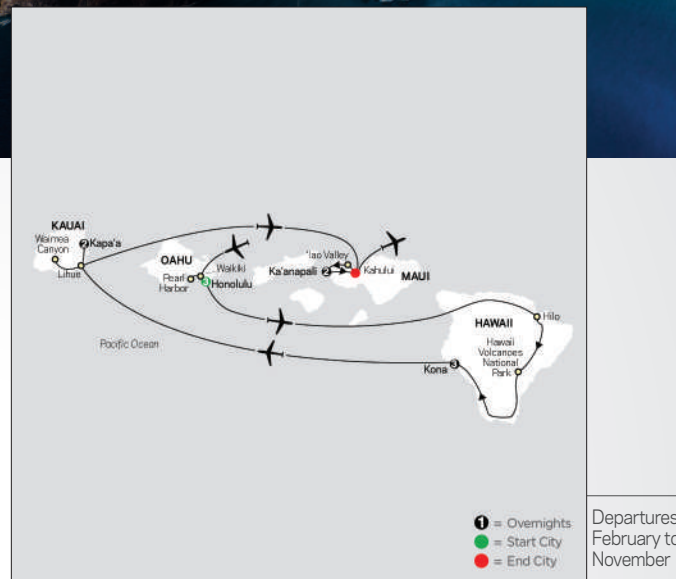 KAUAI
Waimea
Canyon
2
Kapa'a
Lihue
OAHU
Pearl
Harbor
Waikiki
3
Honolulu
'Iao Valley
Ka'anapali
2
Kahului
MAUI
Pacific Ocean
HAWAII
Hilo
Hawaii
Volcanoes
National
Park
Kona
3
1 = Overnights
= Start City
= End City
Departures
February to
November